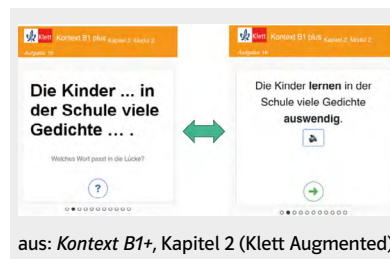 Klett Kontext B1 plus Kapitel 2, Modul 2
Aufgabe 1b
Die Kinder ... in
der Schule viele
Gedichte ... .
Welches Wort passt in die Lücke?
?
Klett Kontext B1 plus Kapitel 2, Modul 2
Aufgabe 1b
Die Kinder lernen in der
Schule viele Gedichte
auswendig.
aus: Kontext B1+, Kapitel 2 (Klett Augmented)